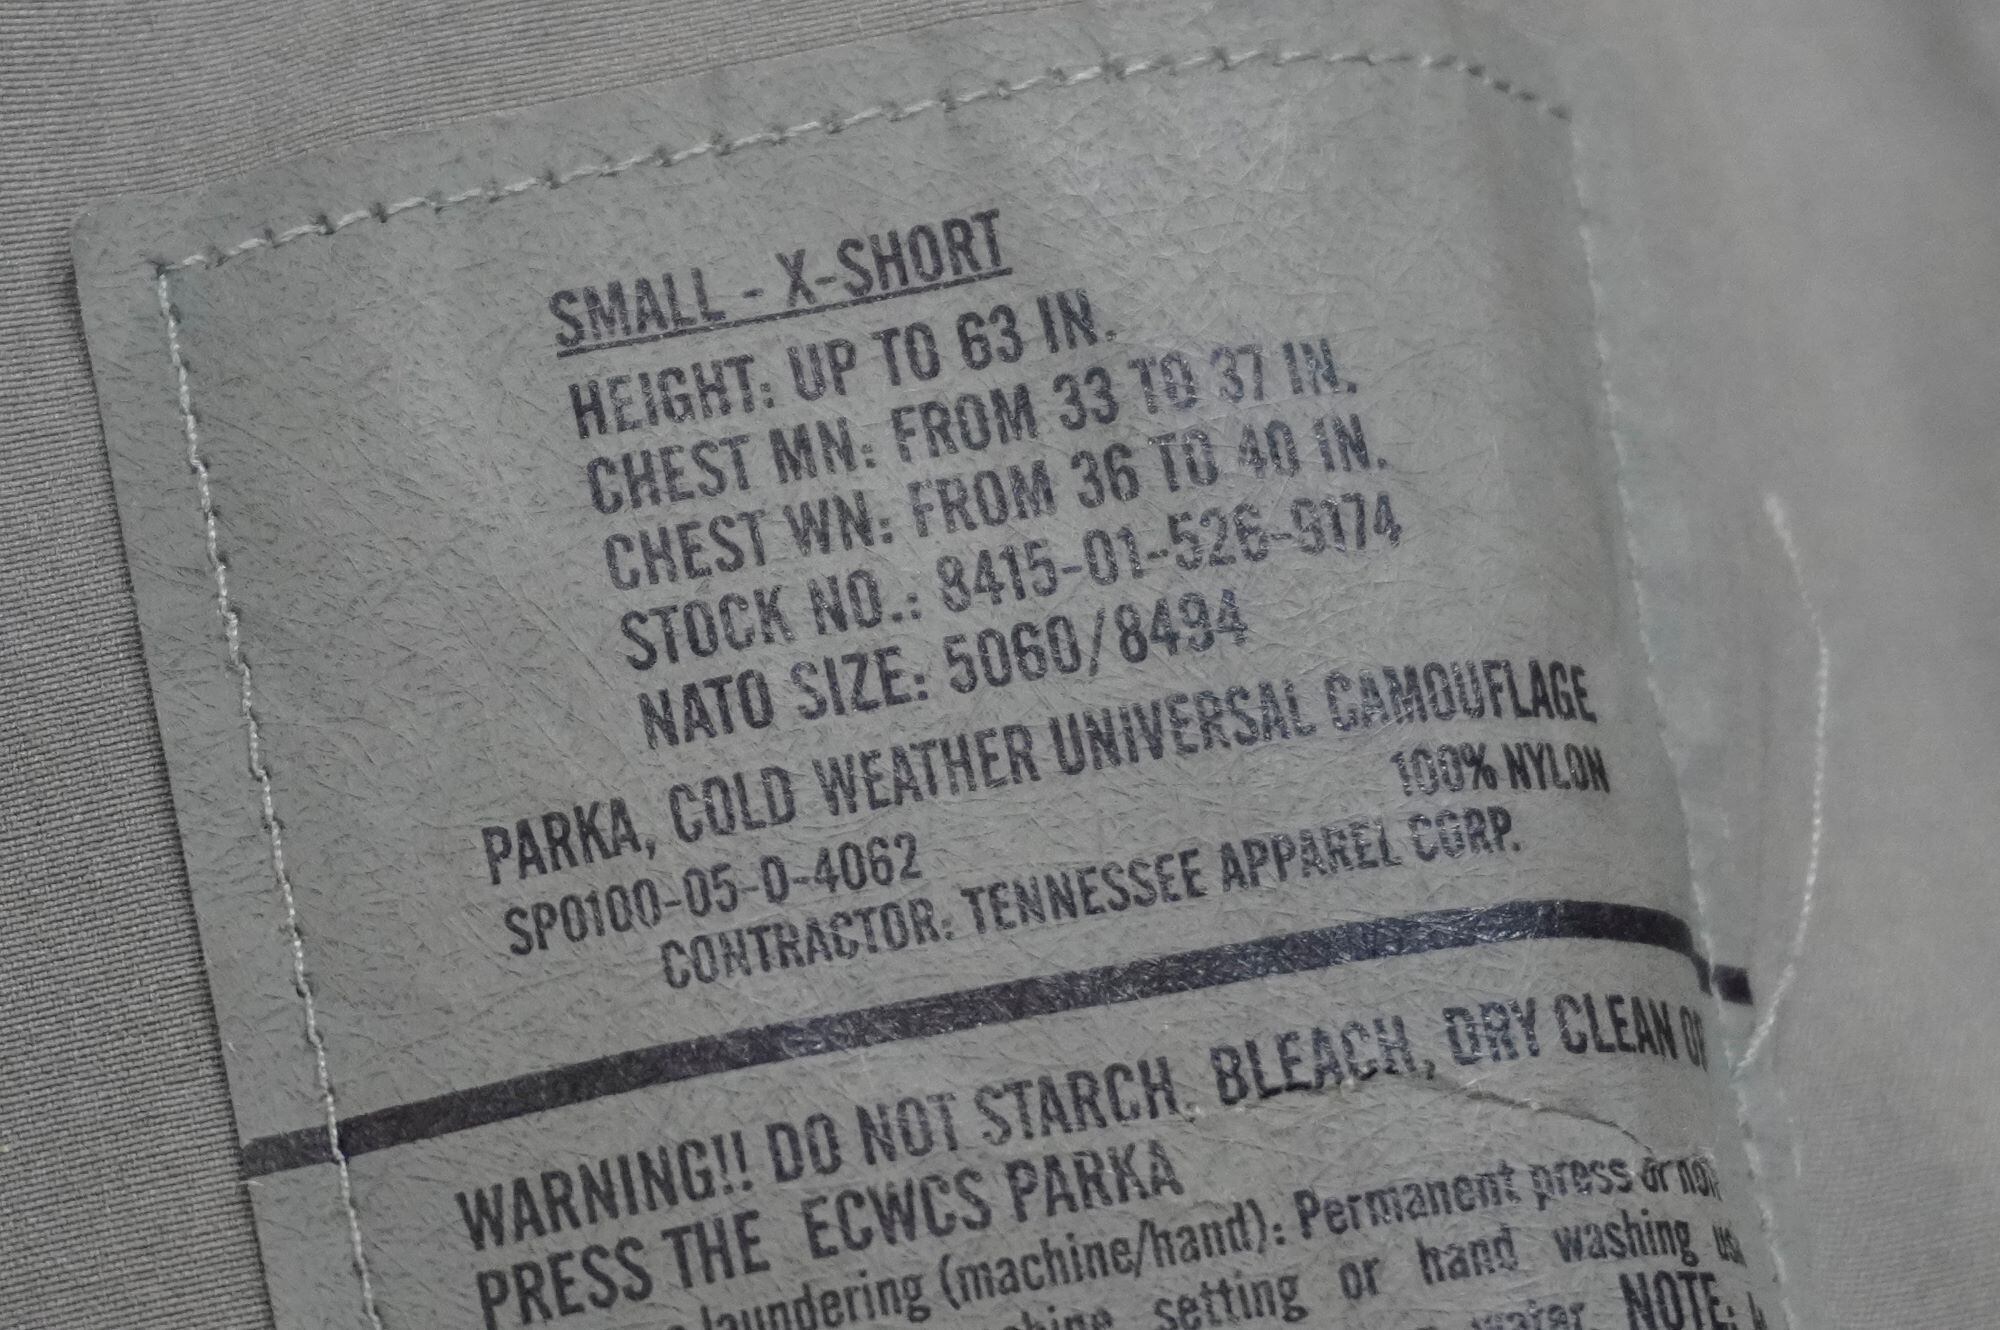 SMALL - X-SHORT
HEIGHT: UP TO 63 IN.
CHEST MN: FROM 33 TO 37 IN.
CHEST WN: FROM 36 TO 40 IN.
STOCK NO.: 8415-01-526-9174
NATO SIZE: 5060/8494
PARKA, COLD WEATHER UNIVERSAL CAMOUFLAGE
100% NYLON
SP0100-05-D-4062
CONTRACTOR: TENNESSEE APPAREL CORP.
WARNING!! DO NOT STARCH, BLEACH, DRY CLEAN
PRESS THE ECWCS PARKA
laundering (machine/hand): Permanent press or
setting or hand washing
water. NOTE: